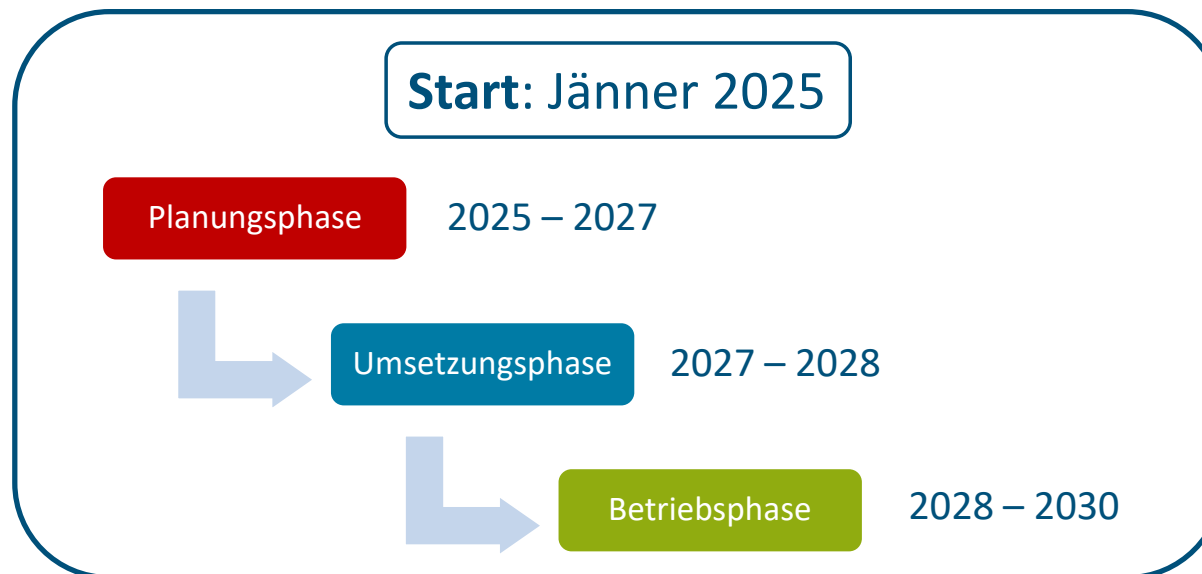 Start: Jänner 2025
Planungsphase 2025 – 2027
Umsetzungsphase 2027 – 2028
Betriebsphase 2028 – 2030